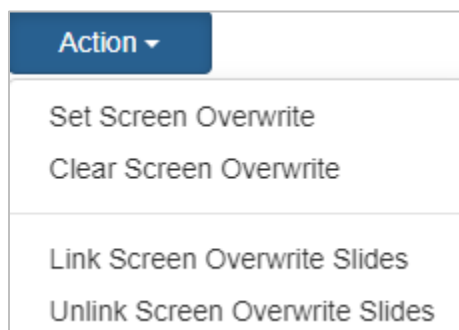 Action
Set Screen Overwrite
Clear Screen Overwrite
Link Screen Overwrite Slides
Unlink Screen Overwrite Slides